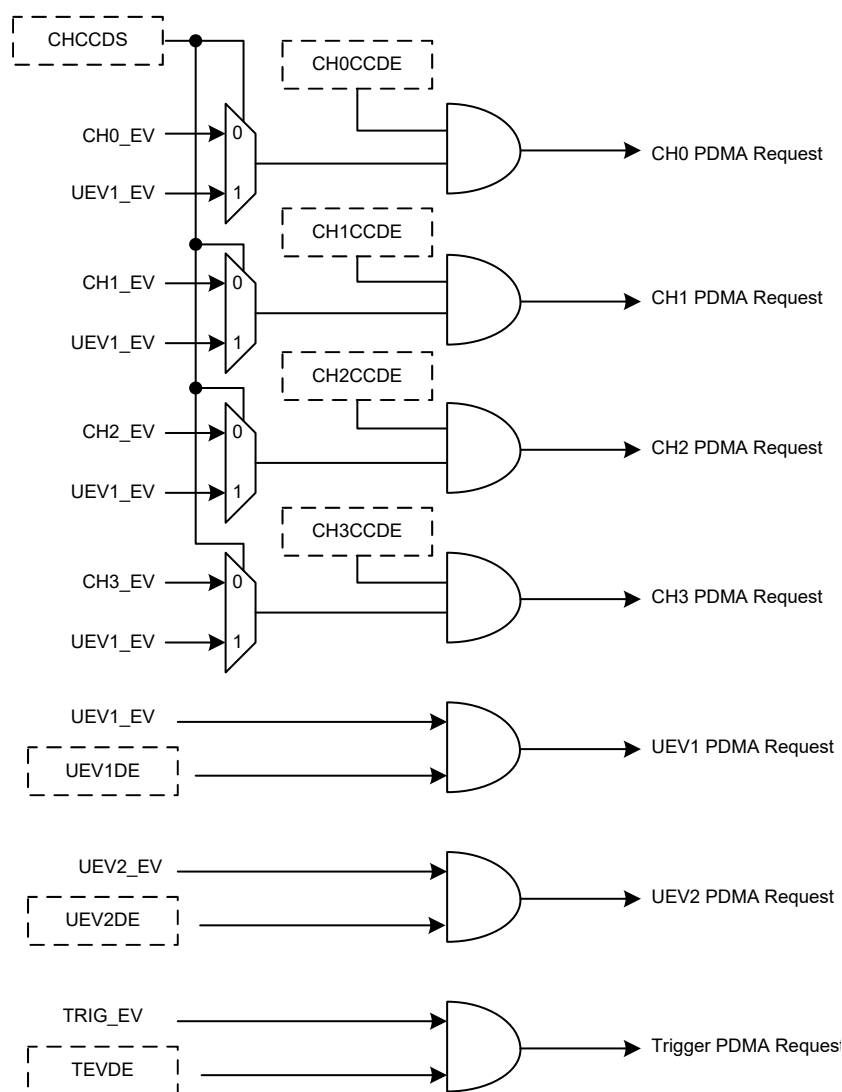 CHCCDS
CH0CCDE
CH0_EV
0
CH0 PDMA Request
UEV1_EV
1
CH1CCDE
CH1_EV
0
CH1 PDMA Request
UEV1_EV
1
CH2CCDE
CH2_EV
0
CH2 PDMA Request
UEV1_EV
1
CH3CCDE
CH3_EV
0
CH3 PDMA Request
UEV1_EV
1
UEV1_EV
UEV1 PDMA Request
UEV1DE
UEV2_EV
UEV2 PDMA Request
UEV2DE
TRIG_EV
Trigger PDMA Request
TEVDE